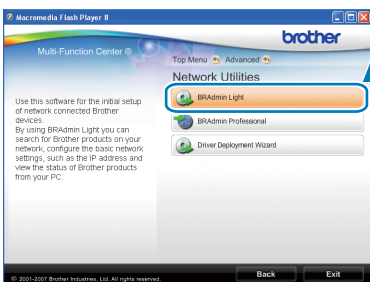 Macromedia Flash Player 8
brother
Multi-Function Center ®
Top Menu Advanced
Network Utilities
Use this software for the initial setup
of network connected Brother
devices.
By using BRAdmin Light you can
search for Brother products on your
network, configure the basic network
settings, such as the IP address and
view the status of Brother products
from your PC.
BRAdmin Light
BRAdmin Professional
Driver Deployment Wizard
© 2001-2007 Brother Industries, Ltd. All rights reserved.
Back
Exit